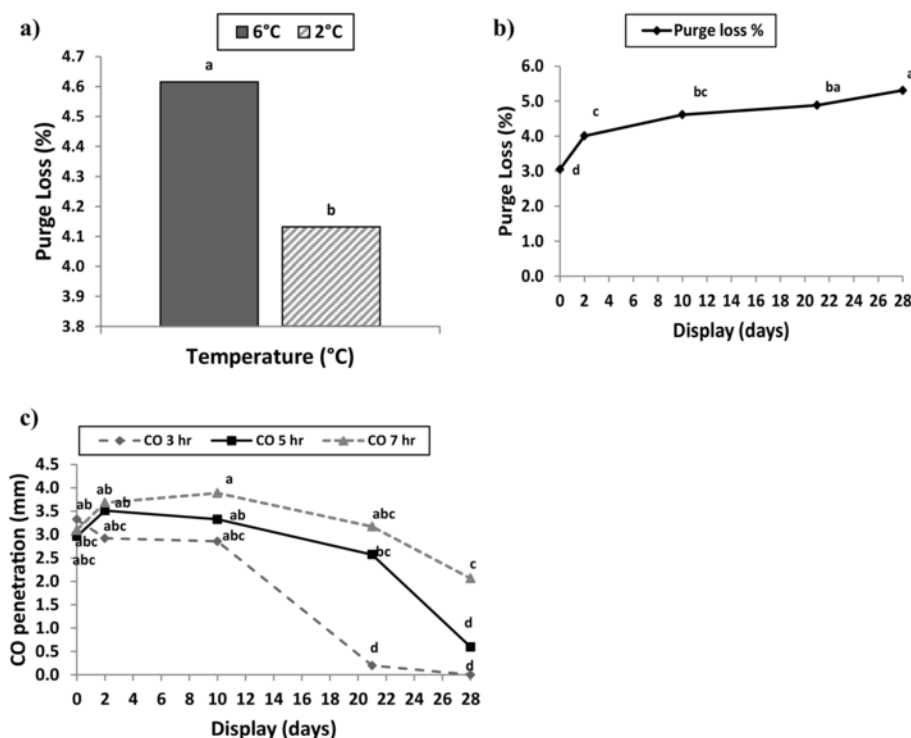 a)
6°C 2°C
4.7
4.6
4.5
4.4
4.3
4.2
4.1
4.0
3.9
3.8
a
b
Purge Loss (%)
Temperature (°C)
b)
Purge loss %
6.0
5.0
4.0
3.0
2.0
1.0
0.0
d
c
bc
ba
a
Purge Loss (%)
0 2 4 6 8 10 12 14 16 18 20 22 24 26 28
Display (days)
c)
CO 3 hr CO 5 hr CO 7 hr
4.5
4.0
3.5
3.0
2.5
2.0
1.5
1.0
0.5
0.0
CO penetration (mm)
ab ab a
ab ab abc
abc abc abc
abc bc
c
d
d d
0 2 4 6 8 10 12 14 16 18 20 22 24 26 28
Display (days)